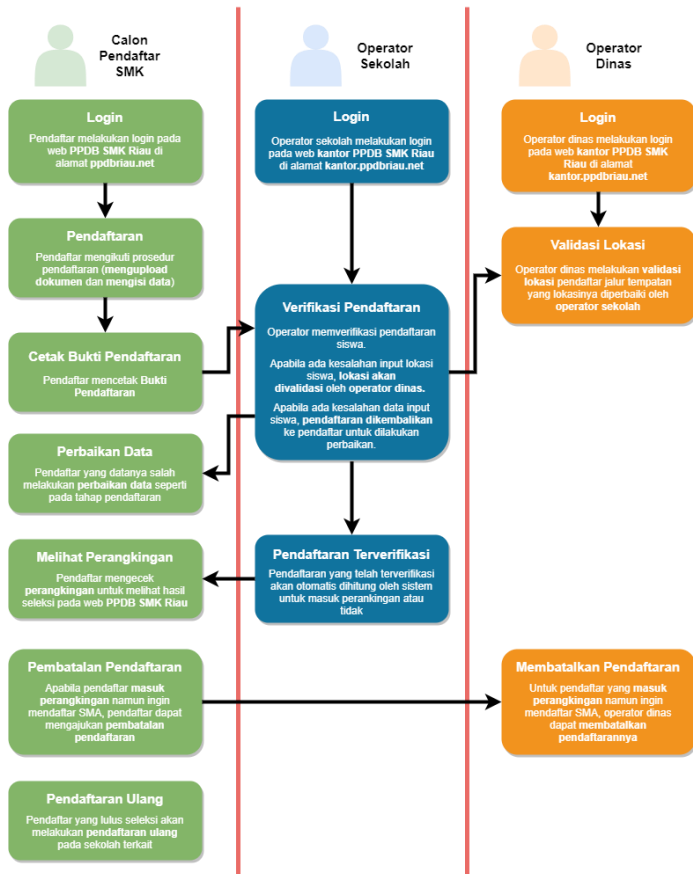 Calon
Pendaftar
SMK
Operator
Sekolah
Operator
Dinas
Login
Pendaftar melakukan login pada
web PPDB SMK Riau di
alamat ppdbriau.net
Login
Operator sekolah melakukan login
pada web kantor PPDB SMK Riau
di alamat kantor.ppdbriau.net
Login
Operator dinas melakukan login
pada web kantor PPDB SMK
Riau di alamat
kantor.ppdbriau.net
Pendaftaran
Pendaftar mengikuti prosedur
pendaftaran (mengupload
dokumen dan mengisi data)
Validasi Lokasi
Operator dinas melakukan validasi
lokasi pendaftar jalur tempatan
yang lokasinya diperbaiki oleh
operator sekolah
Verifikasi Pendaftaran
Operator memverifikasi pendaftaran
siswa.
Apabila ada kesalahan input lokasi
siswa, lokasi akan
divalidasi oleh operator dinas.
Apabila ada kesalahan data input
siswa, pendaftaran dikembalikan
ke pendaftar untuk dilakukan
perbaikan.
Cetak Bukti Pendaftaran
Pendaftar mencetak Bukti
Pendaftaran
Perbaikan Data
Pendaftar yang datanya salah
melakukan perbaikan data seperti
pada tahap pendaftaran
Melihat Perangkingan
Pendaftar mengecek
perangkingan untuk melihat hasil
seleksi pada web PPDB SMK Riau
Pendaftaran Terverifikasi
Pendaftaran yang telah terverifikasi
akan otomatis dihitung oleh sistem
untuk masuk perankingan atau
tidak
Pembatalan Pendaftaran
Apabila pendaftar masuk
perangkingan namun ingin
mendaftar SMA, pendaftar dapat
mengajukan pembatalan
pendaftaran
Membatalkan Pendaftaran
Untuk pendaftar yang masuk
perangkingan namun ingin
mendaftar SMA, operator dinas
dapat membatalkan
pendaftarannya
Pendaftaran Ulang
Pendaftar yang lulus seleksi akan
melakukan pendaftaran ulang
pada sekolah terkait